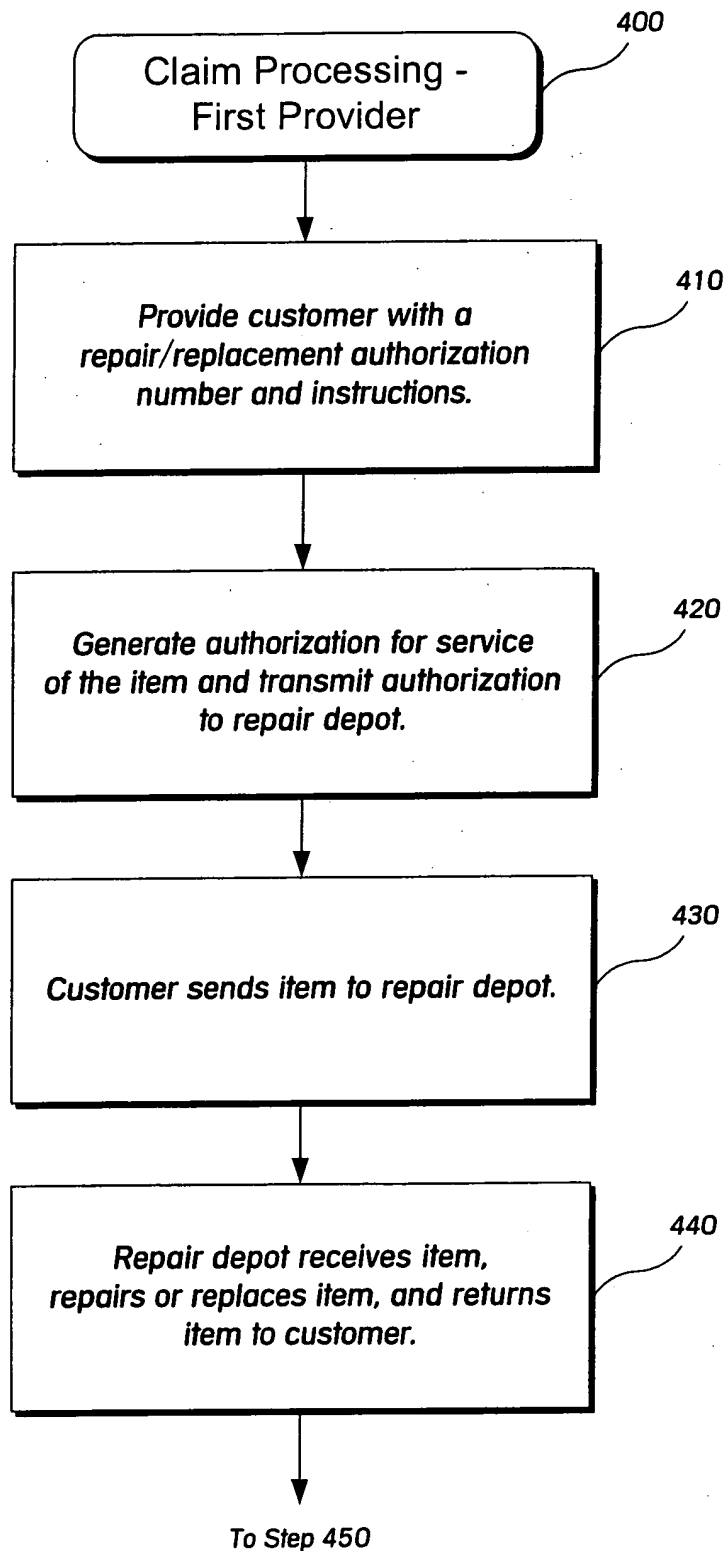 400
Claim Processing -
First Provider
410
Provide customer with a
repair/replacement authorization
number and instructions.
420
Generate authorization for service
of the item and transmit authorization
to repair depot.
430
Customer sends item to repair depot.
440
Repair depot receives item,
repairs or replaces item, and returns
item to customer.
To Step 450